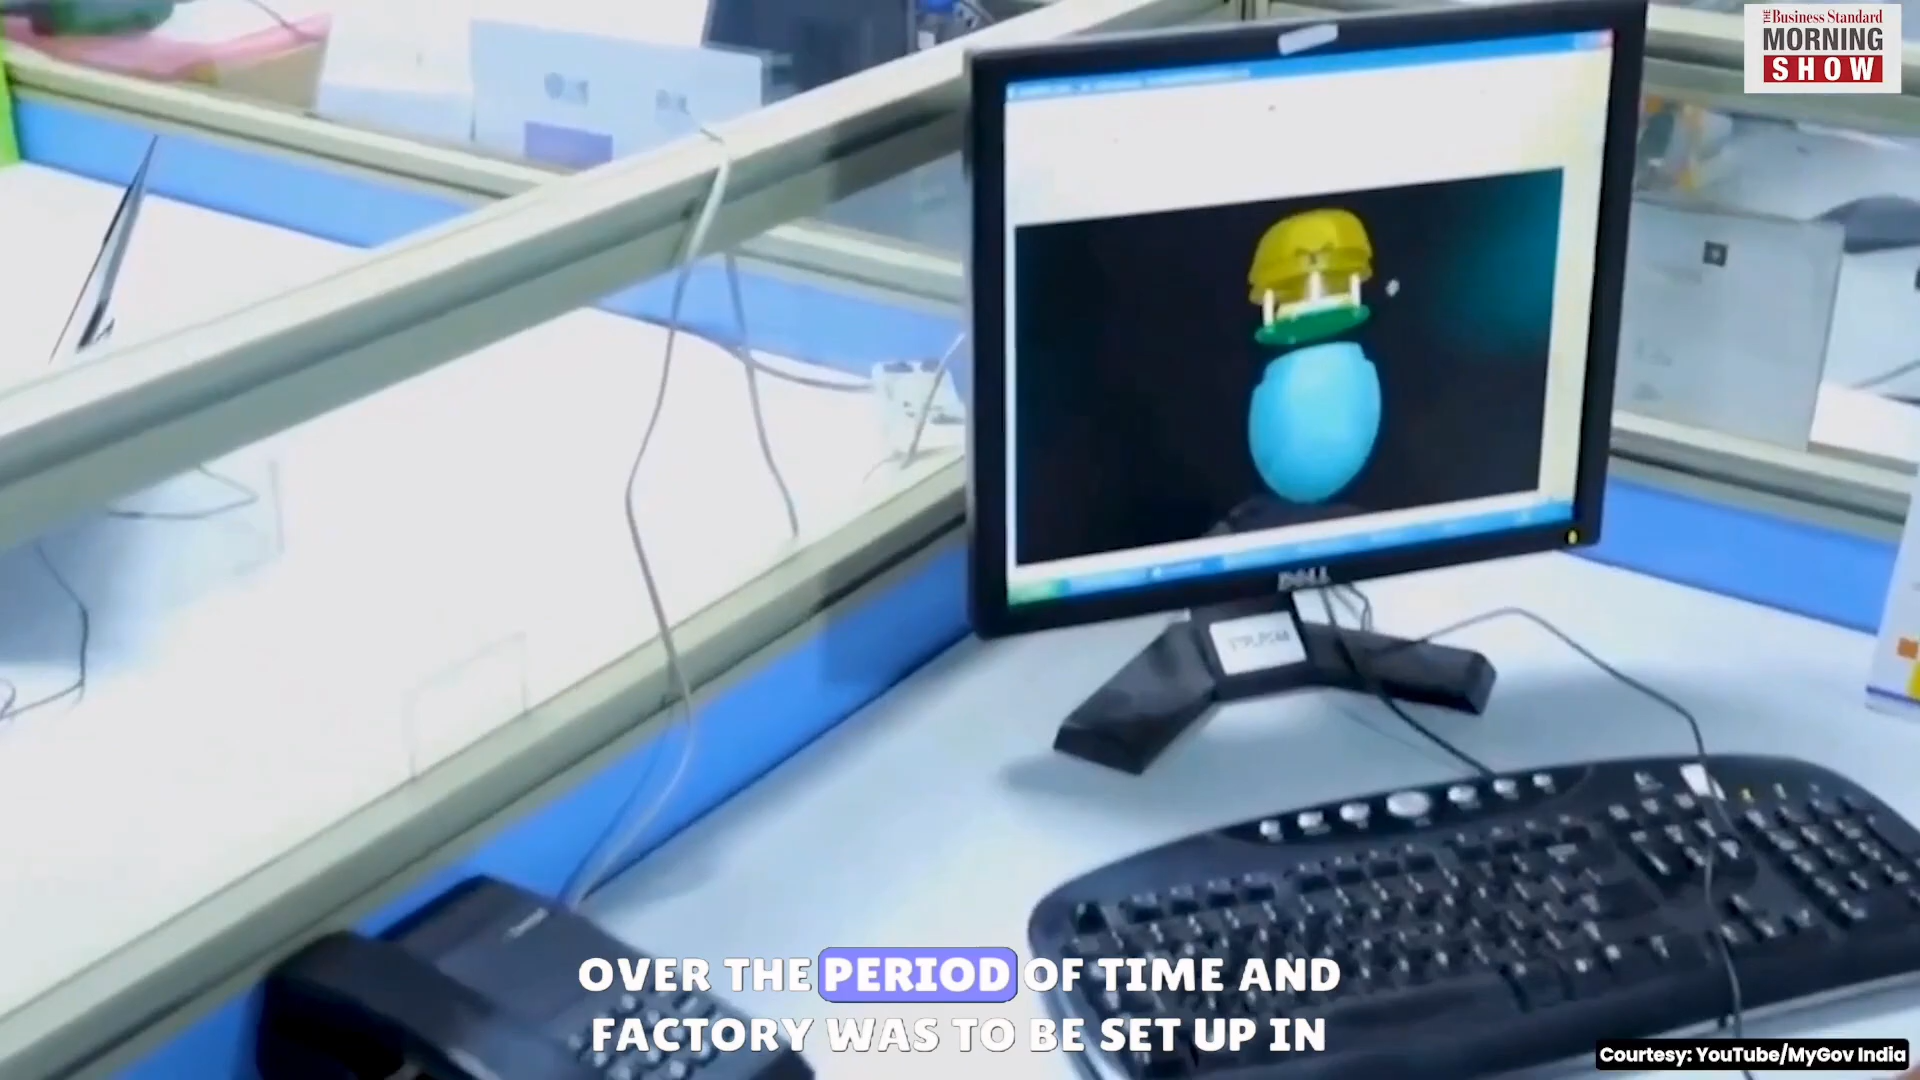 THE Business Standard
MORNING
SHOW
DELL
OVER THE PERIOD OF TIME AND
FACTORY WAS TO BE SET UP IN
Courtesy: YouTube/MyGov India